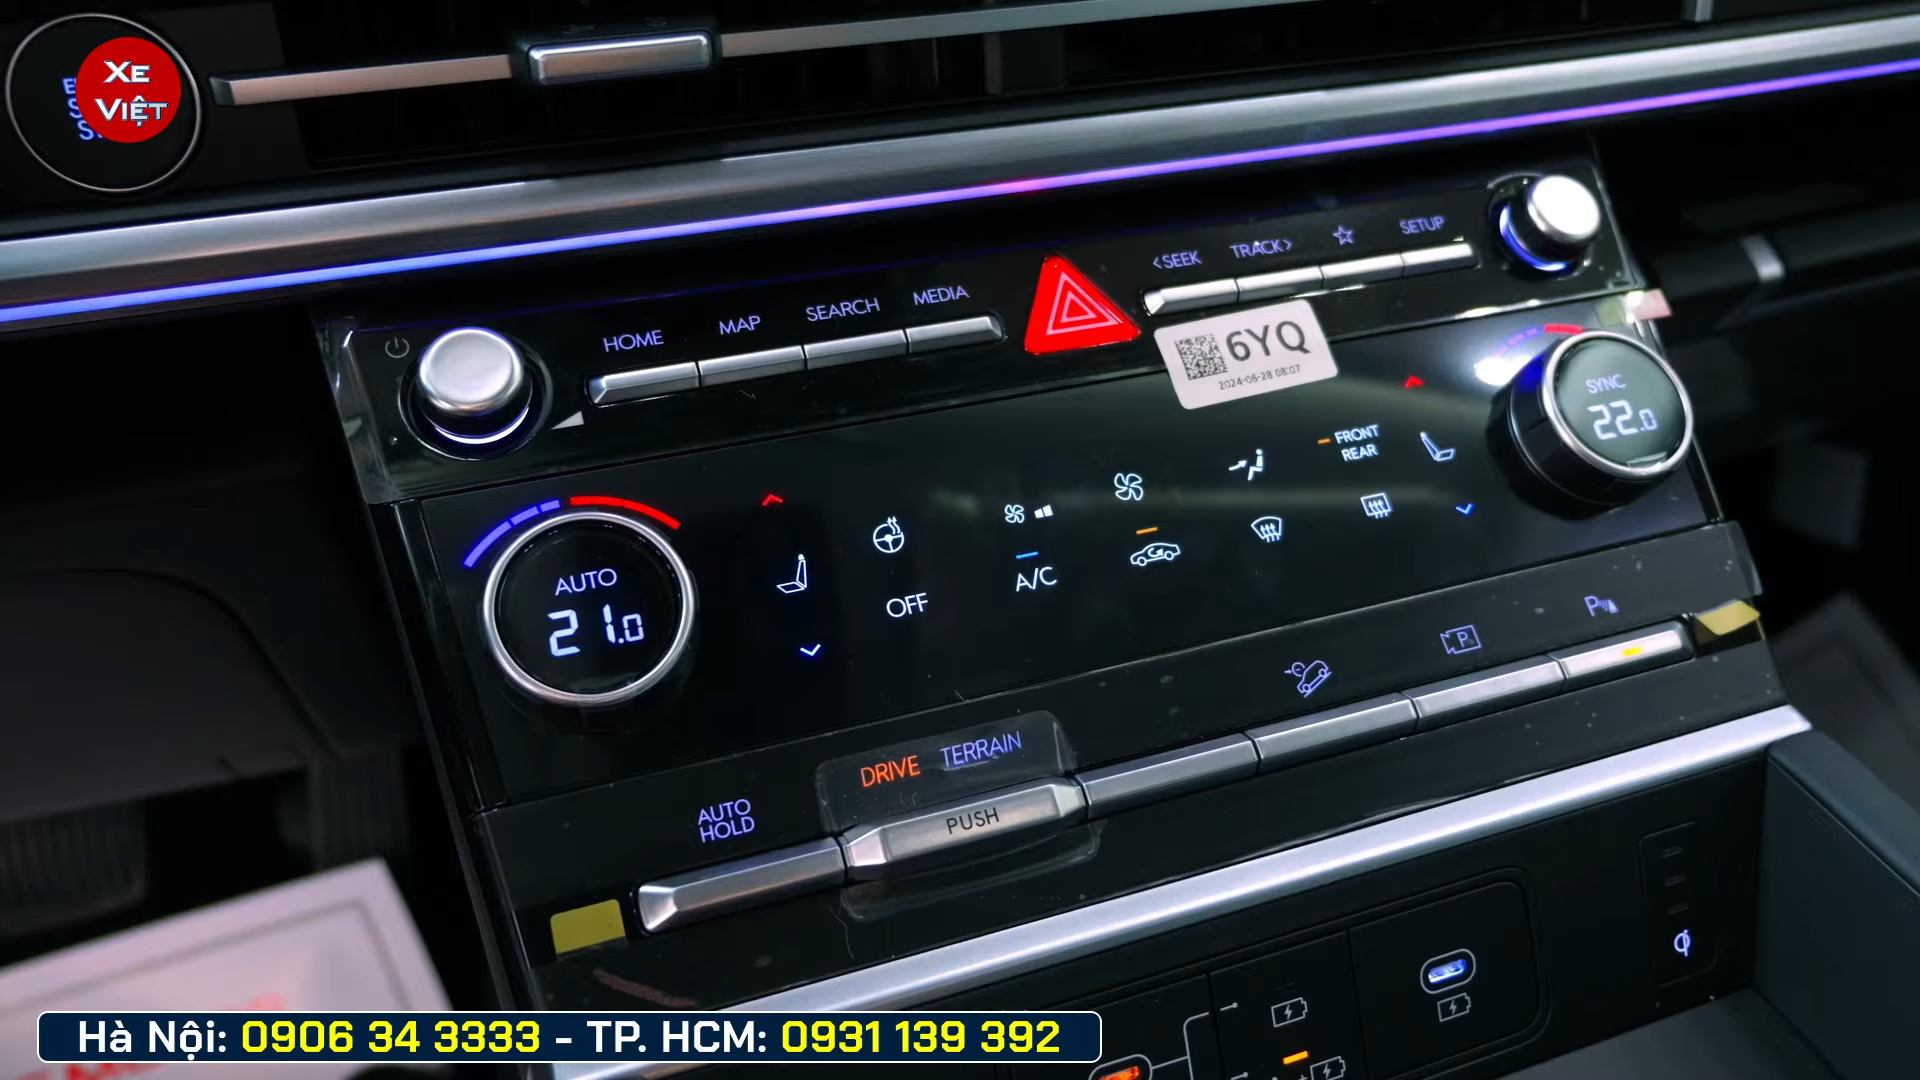 XE
VIỆT
HOME
MAP
SEARCH
MEDIA
<SEEK
TRACK>
SETUP
6YQ
2024-06-28 08:07
SYNC
22.0
FRONT
REAR
AUTO
21.0
OFF
A/C
P
P
DRIVE
TERRAIN
AUTO
HOLD
PUSH
Hà Nội: 0906 34 3333 - TP. HCM: 0931 139 392